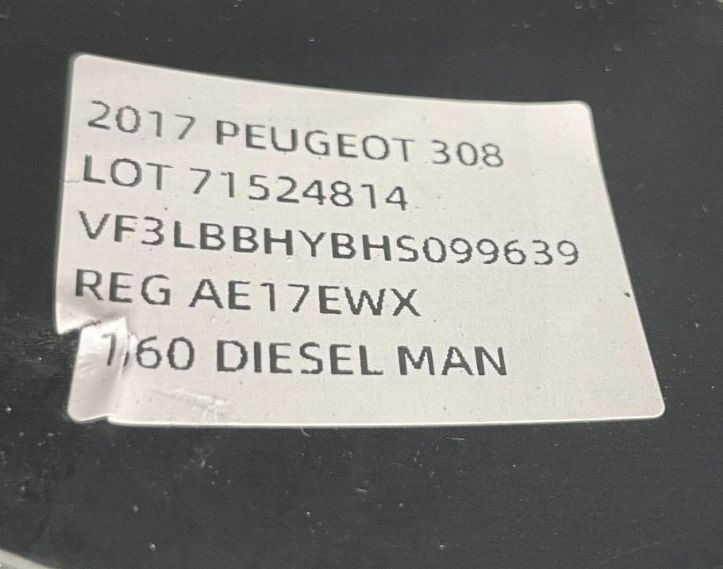 2017 PEUGEOT 308
LOT 71524814
VF3LBBHYBHS099639
REG AE17EWX
1.60 DIESEL MAN